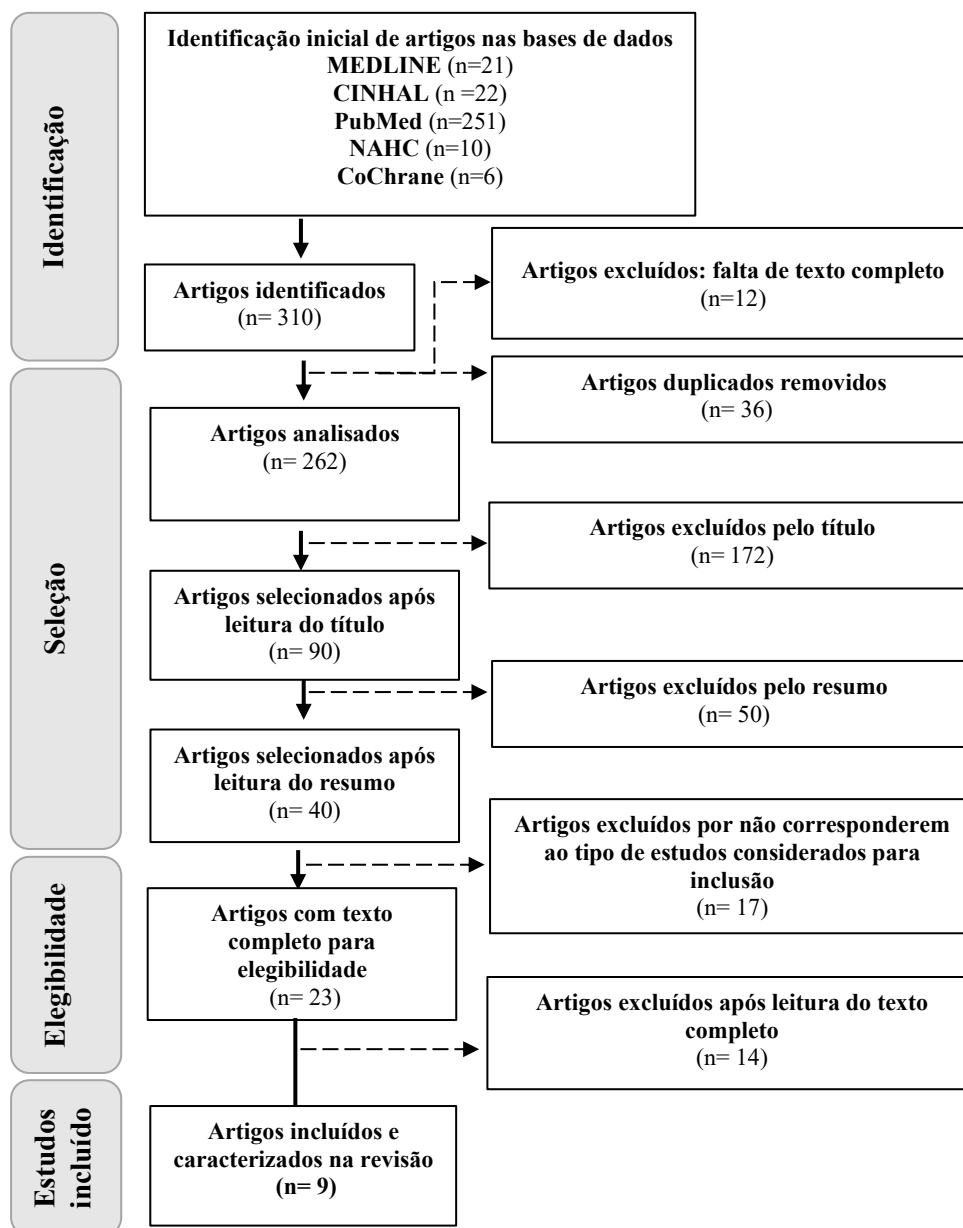 Identificação
Identificação inicial de artigos nas bases de dados
MEDLINE (n=21)
CINHAL (n =22)
PubMed (n=251)
NAHC (n=10)
CoChrane (n=6)
Artigos identificados
(n= 310)
Artigos excluídos: falta de texto completo
(n=12)
Seleção
Artigos duplicados removidos
(n= 36)
Artigos analisados
(n= 262)
Artigos excluídos pelo título
(n= 172)
Artigos selecionados após
leitura do título
(n= 90)
Artigos excluídos pelo resumo
(n= 50)
Artigos selecionados após
leitura do resumo
(n= 40)
Artigos excluídos por não corresponderem
ao tipo de estudos considerados para
inclusão
(n= 17)
Elegibilidade
Artigos com texto
completo para
elegibilidade
(n= 23)
Artigos excluídos após leitura do texto
completo
(n= 14)
Estudos
incluído
Artigos incluídos e
caracterizados na revisão
(n= 9)